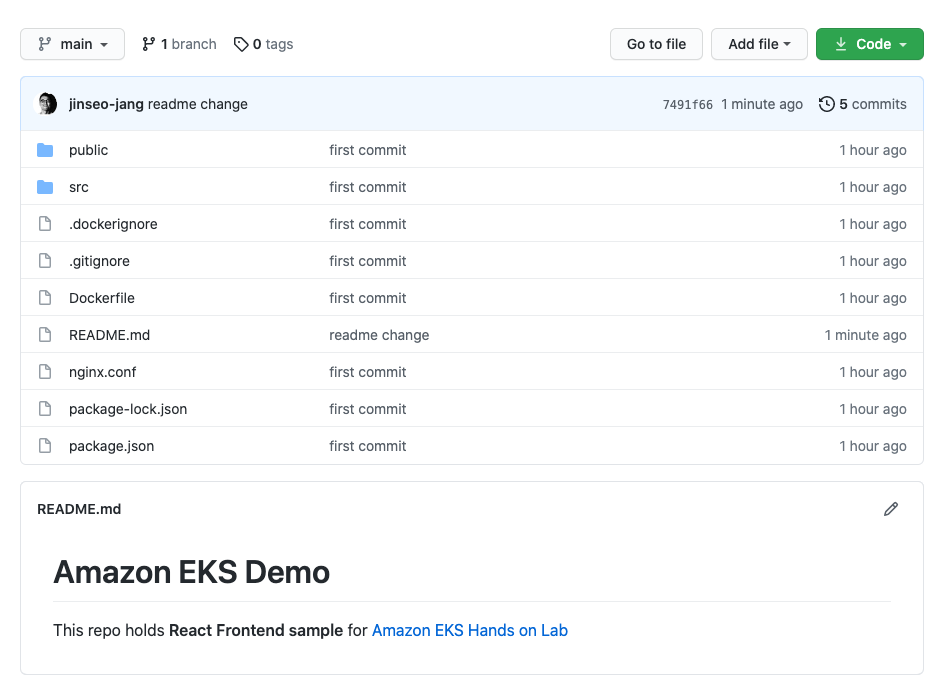 main 1 branch 0 tags Go to file Add file Code
jinseo-jang readme change 7491f66 1 minute ago 5 commits
public first commit 1 hour ago
src first commit 1 hour ago
.dockerignore first commit 1 hour ago
.gitignore first commit 1 hour ago
Dockerfile first commit 1 hour ago
README.md readme change 1 minute ago
nginx.conf first commit 1 hour ago
package-lock.json first commit 1 hour ago
package.json first commit 1 hour ago
README.md
Amazon EKS Demo
This repo holds React Frontend sample for Amazon EKS Hands on Lab